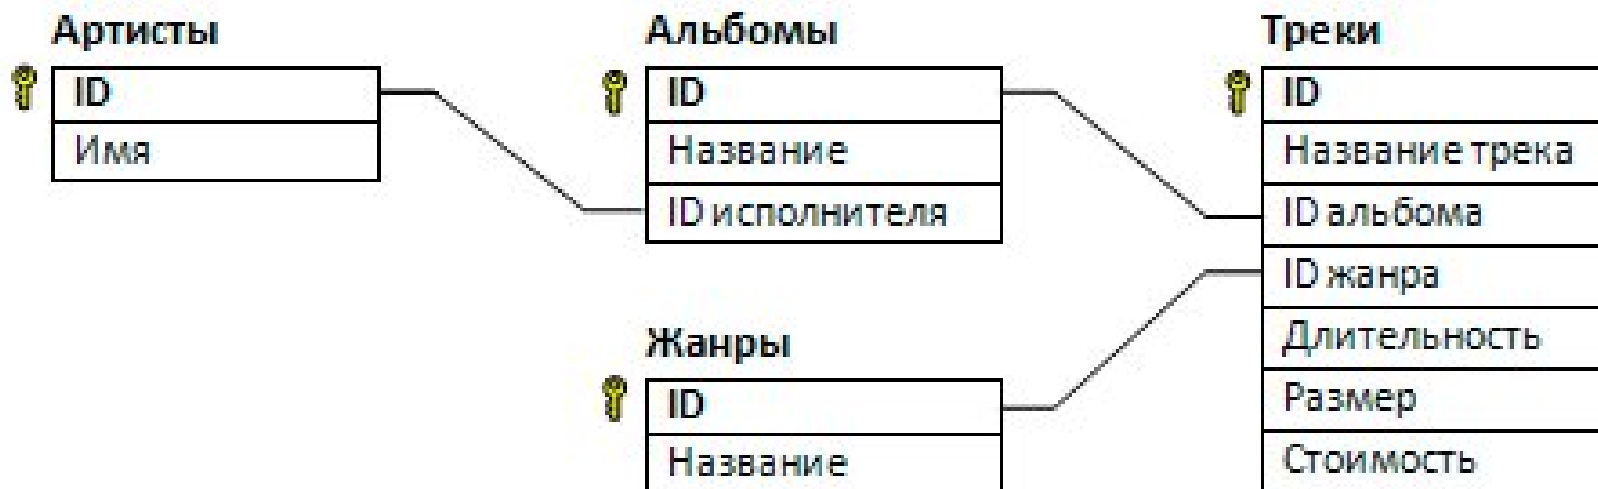 Артисты
ID
Имя
Альбомы
ID
Название
ID исполнителя
Жанры
ID
Название
Треки
ID
Название трека
ID альбома
ID жанра
Длительность
Размер
Стоимость